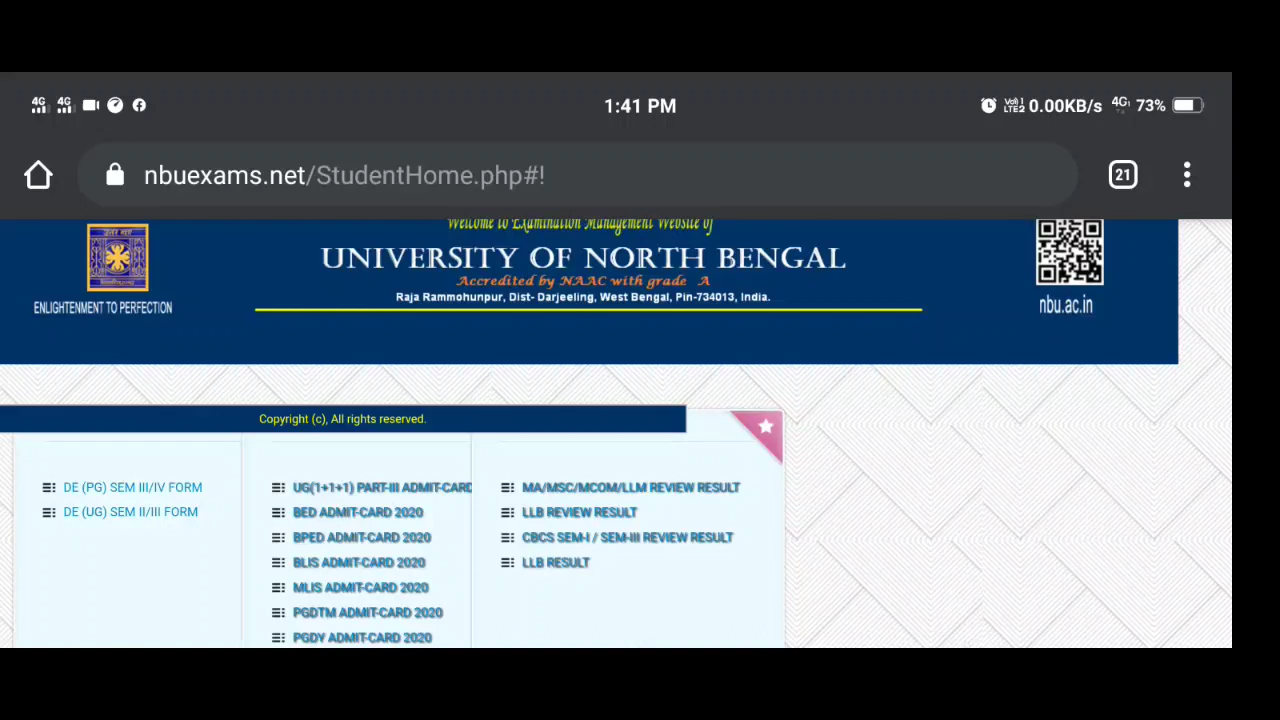 4G 4G 1:41 PM Vo)) 1 LTE2 0.00KB/s 4G 73%
nbuexams.net/StudentHome.php#! 21
Welcome to Examination Management Website of
UNIVERSITY OF NORTH BENGAL
Accredited by NAAC with grade A
Raja Rammohunpur, Dist- Darjeeling, West Bengal, Pin-734013, India.
ENLIGHTENMENT TO PERFECTION
nbu.ac.in
Copyright (c), All rights reserved.
DE (PG) SEM III/IV FORM
DE (UG) SEM II/III FORM
UG(1+1+1) PART-III ADMIT-CARD
BED ADMIT-CARD 2020
BPED ADMIT-CARD 2020
BLIS ADMIT-CARD 2020
MLIS ADMIT-CARD 2020
PGDTM ADMIT-CARD 2020
PGDY ADMIT-CARD 2020
MA/MSC/MCOM/LLM REVIEW RESULT
LLB REVIEW RESULT
CBCS SEM-I / SEM-III REVIEW RESULT
LLB RESULT